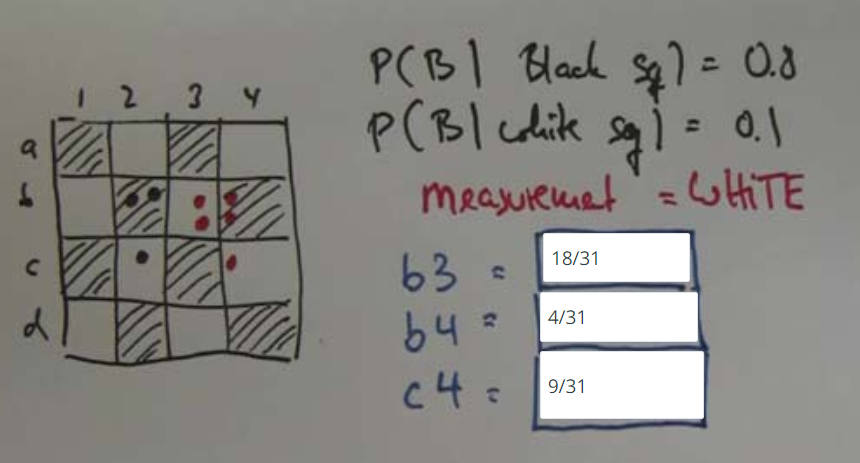 P(B| Black sq) = 0.8
P(B| white sq) = 0.1
measuremet = WHITE
1 2 3 4
a
b
c
d
b3 = 18/31
b4 = 4/31
c4 = 9/31